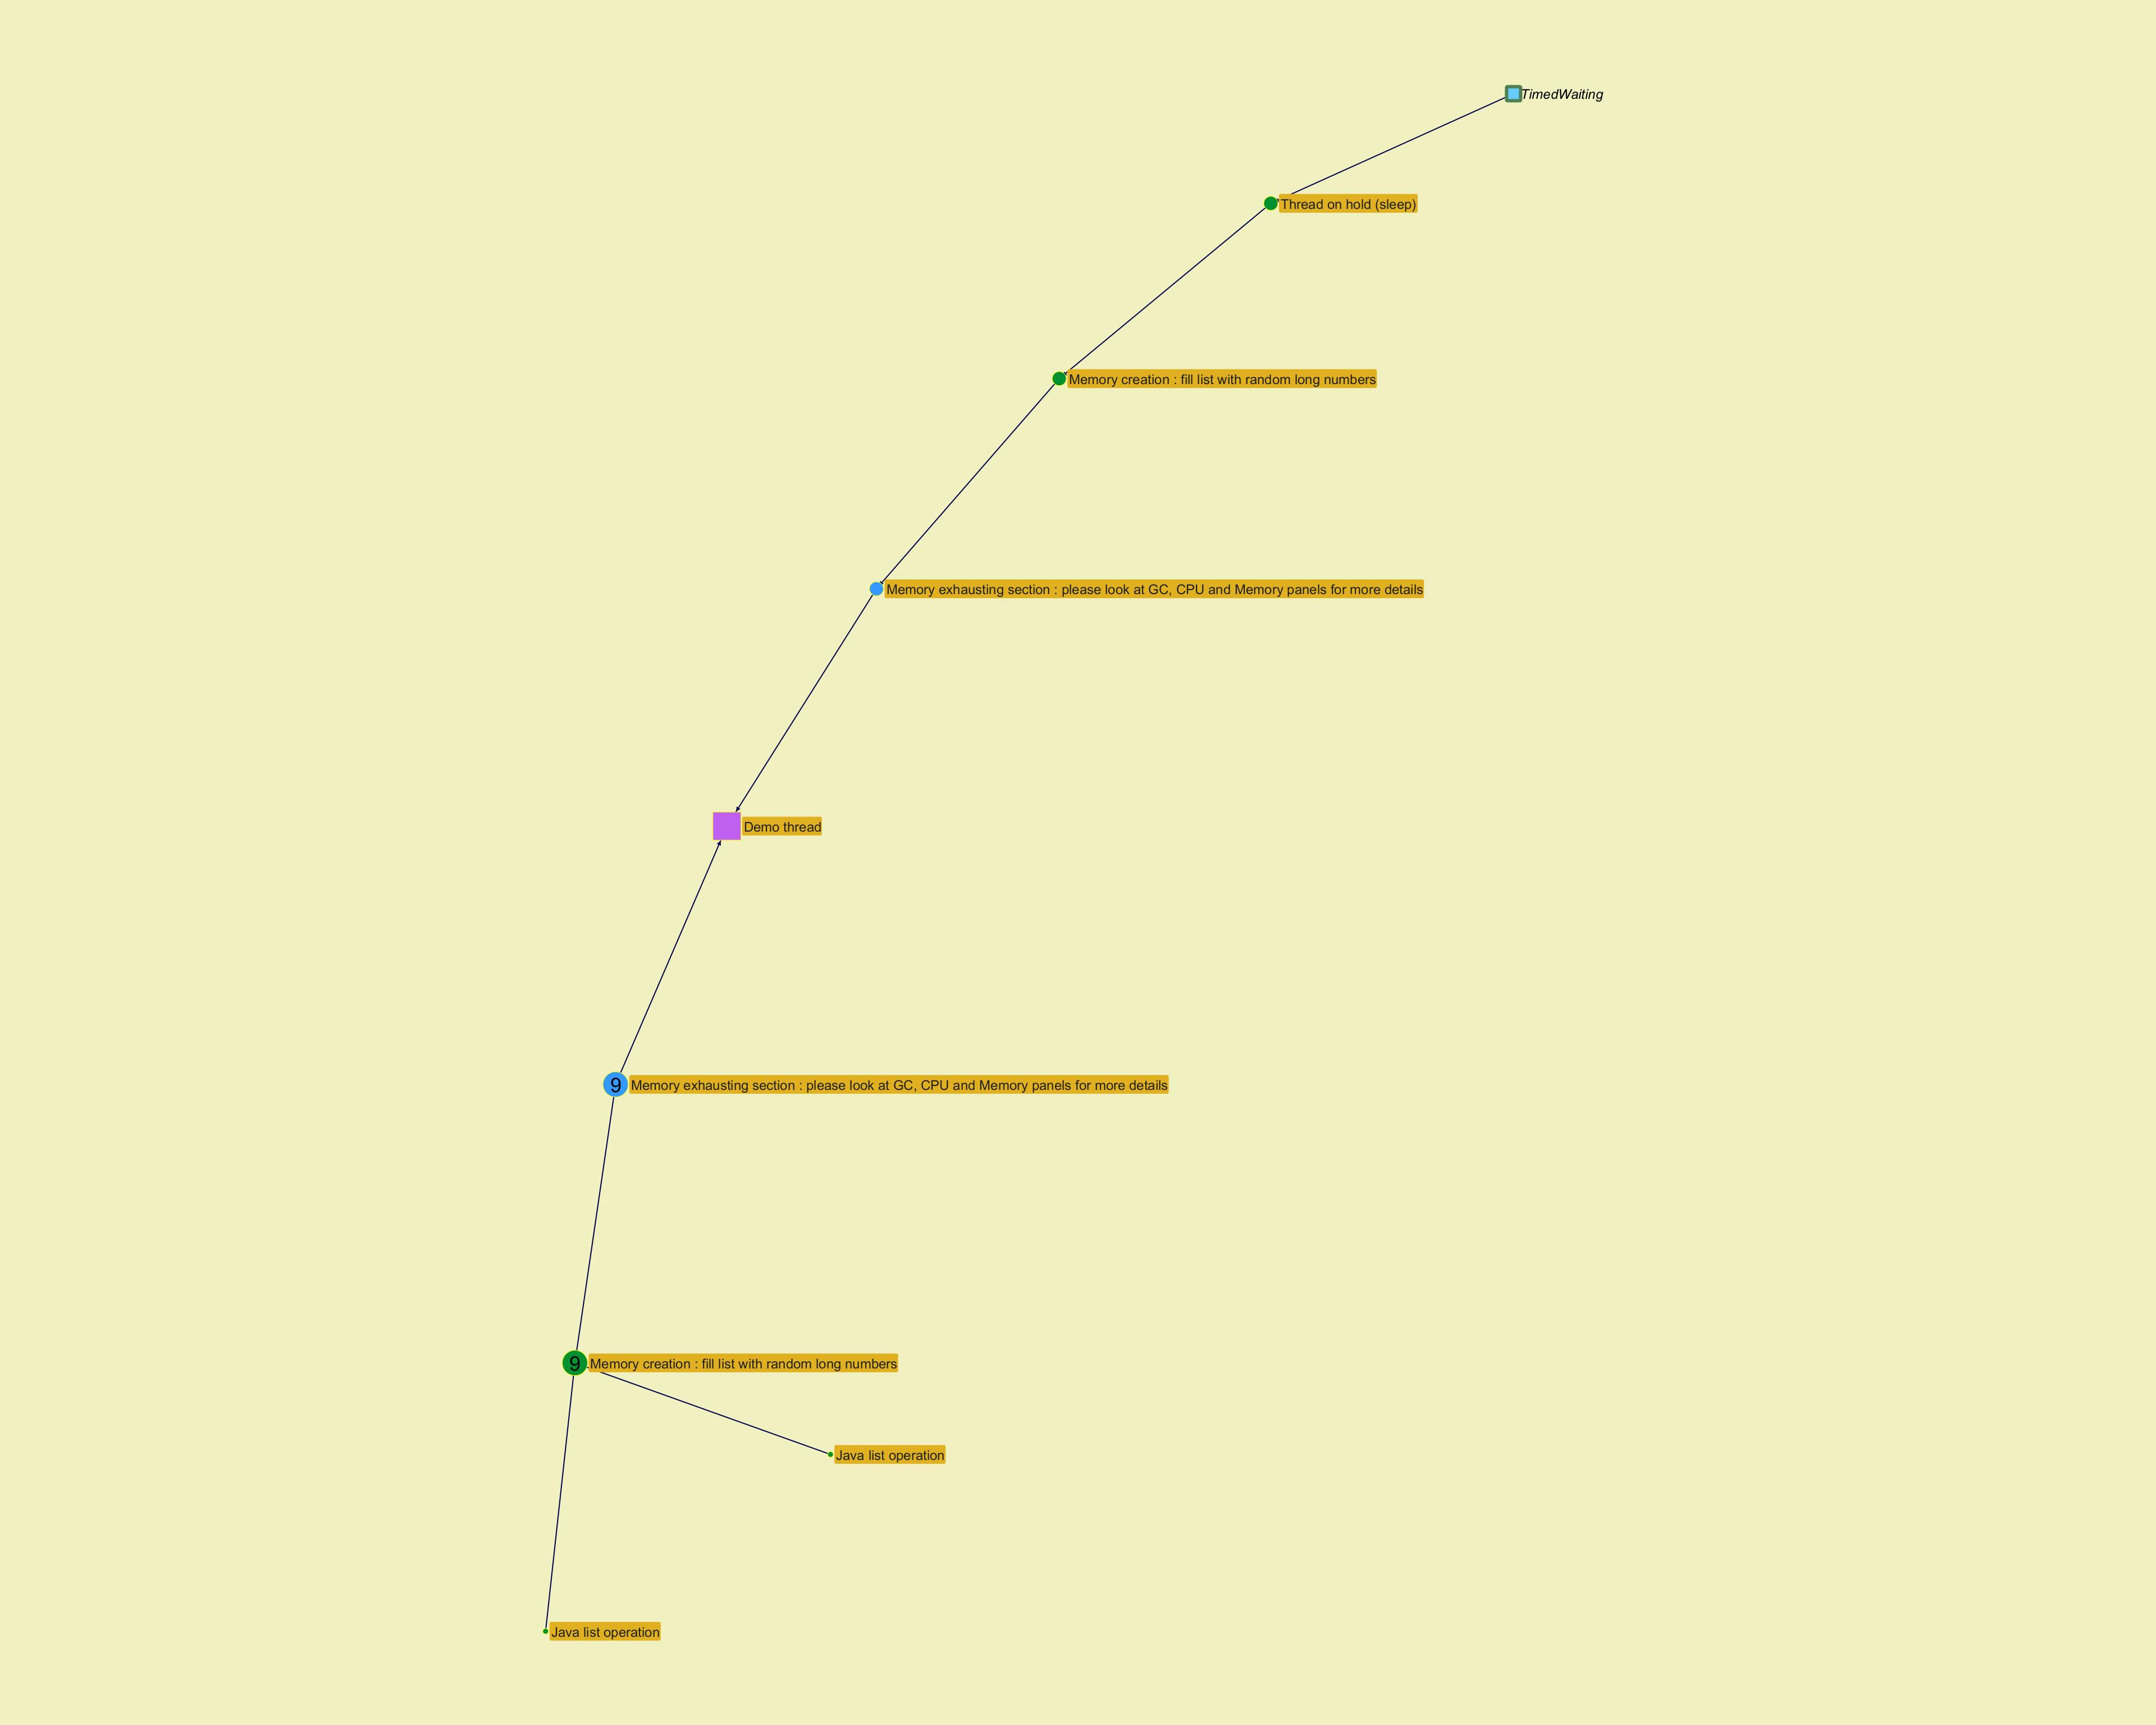 TimedWaiting
Thread on hold (sleep)
Memory creation : fill list with random long numbers
Memory exhausting section : please look at GC, CPU and Memory panels for more details
Demo thread
9 Memory exhausting section : please look at GC, CPU and Memory panels for more details
9 Memory creation : fill list with random long numbers
Java list operation
Java list operation